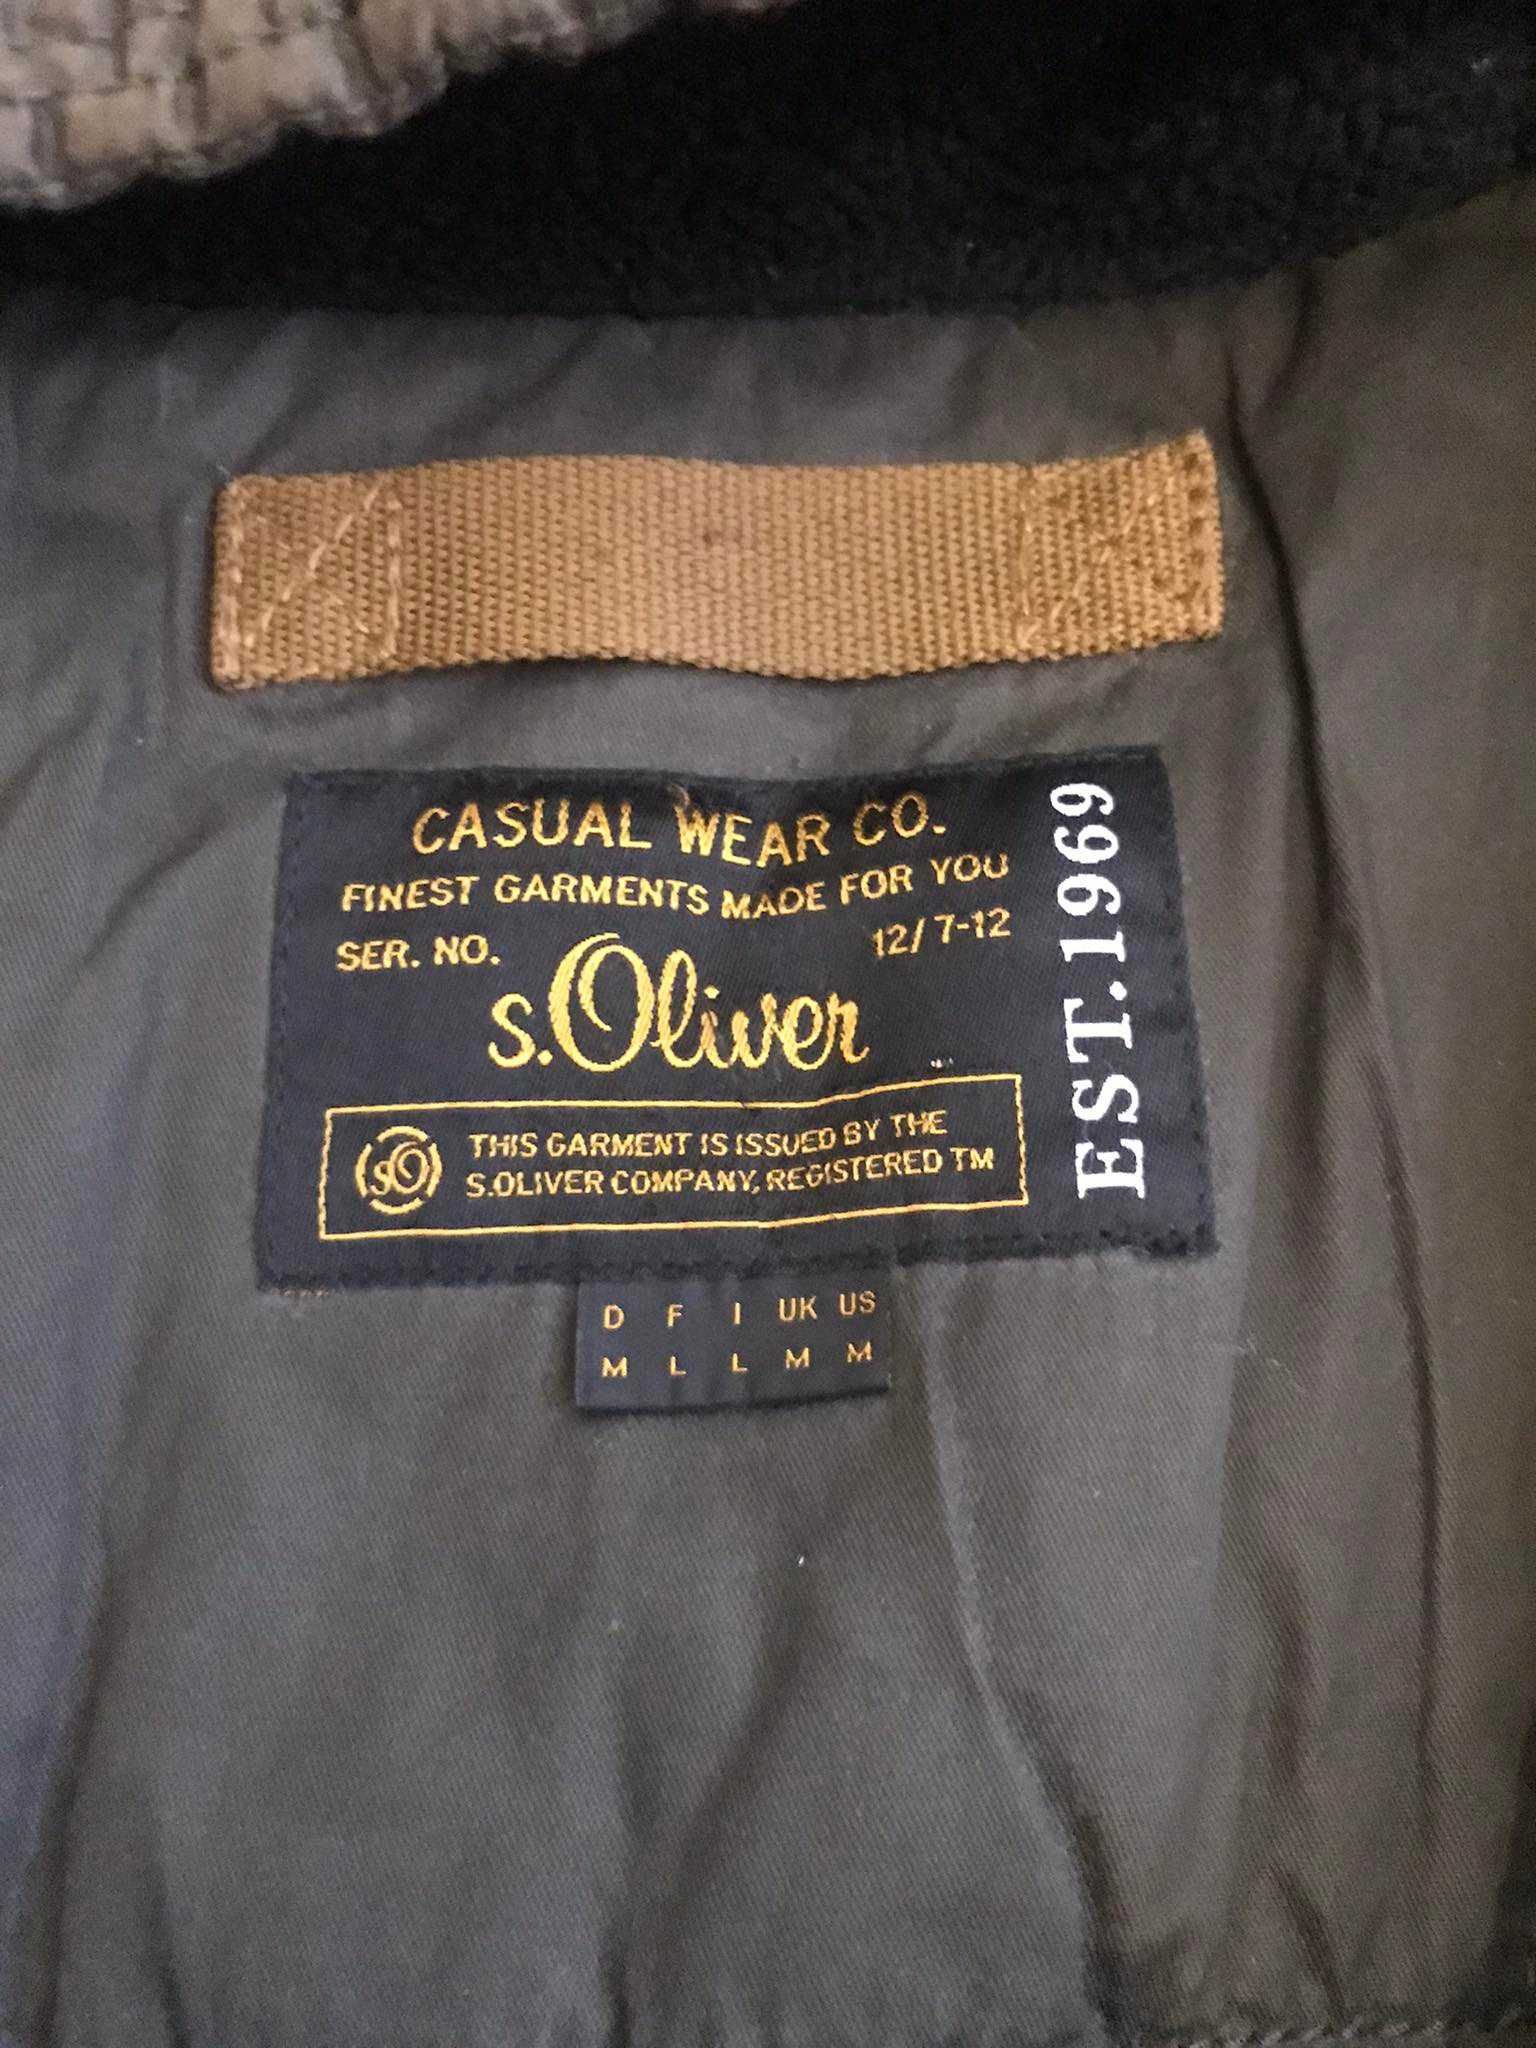 CASUAL WEAR CO.
FINEST GARMENTS MADE FOR YOU
SER. NO. 12/7-12
s.Oliver
sO
THIS GARMENT IS ISSUED BY THE
S.OLIVER COMPANY, REGISTERED TM
EST.1969
D F I UK US
M L L M M